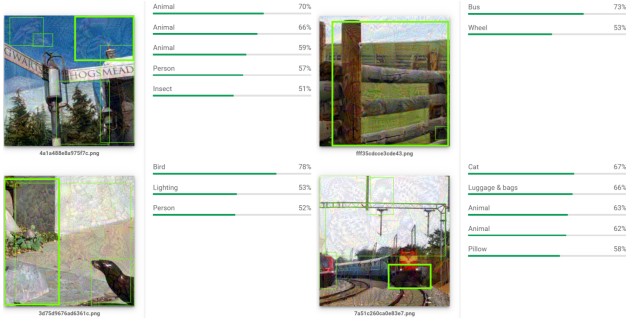 Animal 70%
Animal 66%
Animal 59%
Person 57%
Insect 51%
GWARTS
HOGSMEAD
4a1a488e8a975f7c.png
Bus 73%
Wheel 53%
fff35cdcce3cde43.png
Bird 78%
Lighting 53%
Person 52%
3d75d9676ad6361c.png
Cat 67%
Luggage & bags 66%
Animal 63%
Animal 62%
Pillow 58%
7a51c260ca0e83e7.png